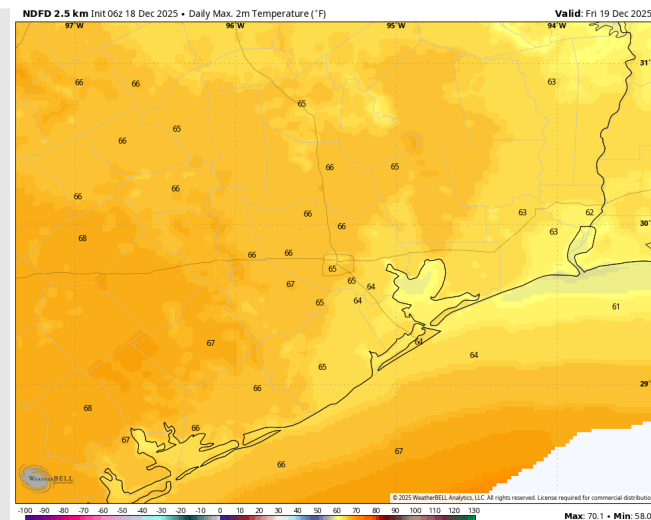 NDFD 2.5 km Init 06z 18 Dec 2025 • Daily Max. 2m Temperature (°F)
Valid: Fri 19 Dec 2025
97°W 96°W 95°W 94°W
31°
66 66 63
65
65
66
66 65
66 66
66 63 62
66 30°
68 63
66 66
65
67 65 64
65 64
61
67 64
64
65 29°
66
68
66
67
67
66
WeatherBELL
© 2025 WeatherBELL Analytics, LLC. All rights reserved. License required for commercial distributio
-100 -90 -80 -70 -60 -50 -40 -30 -20 -10 0 10 20 30 40 50 60 70 80 90 100 110 120 130
Max: 70.1 • Min: 58.0